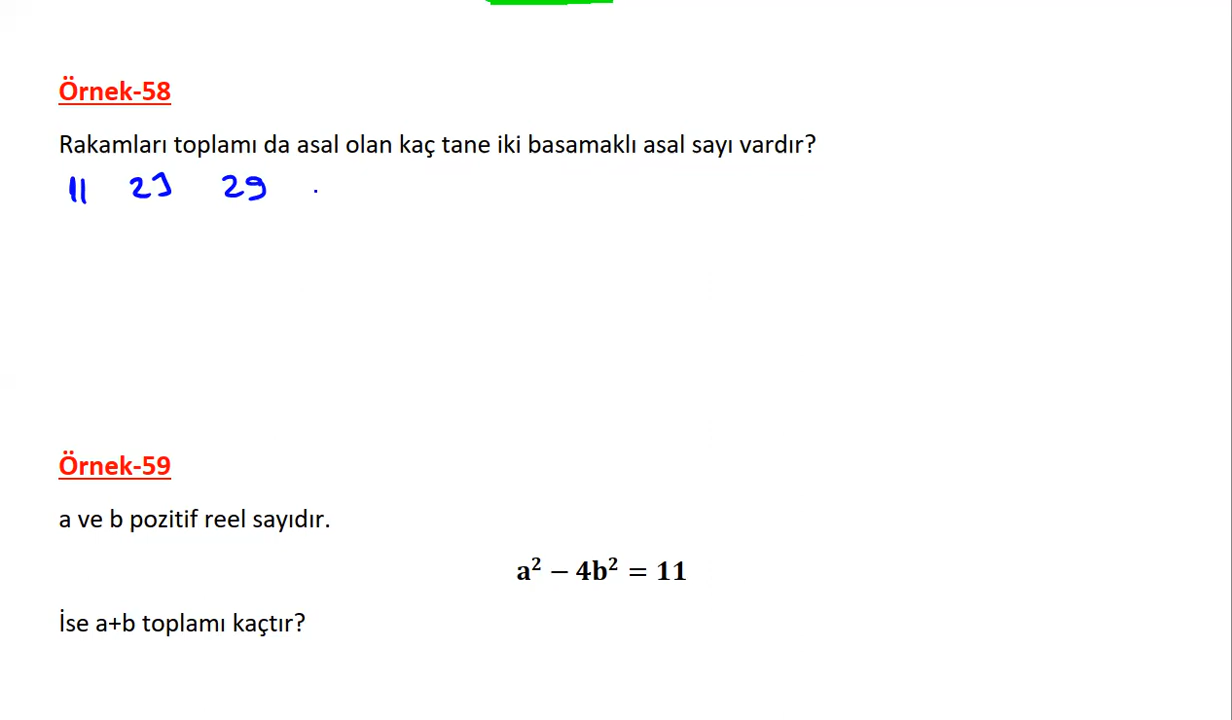 Örnek-58
Rakamları toplamı da asal olan kaç tane iki basamaklı asal sayı vardır?
11 23 29
Örnek-59
a ve b pozitif reel sayıdır.
a² − 4b² = 11
İse a+b toplamı kaçtır?